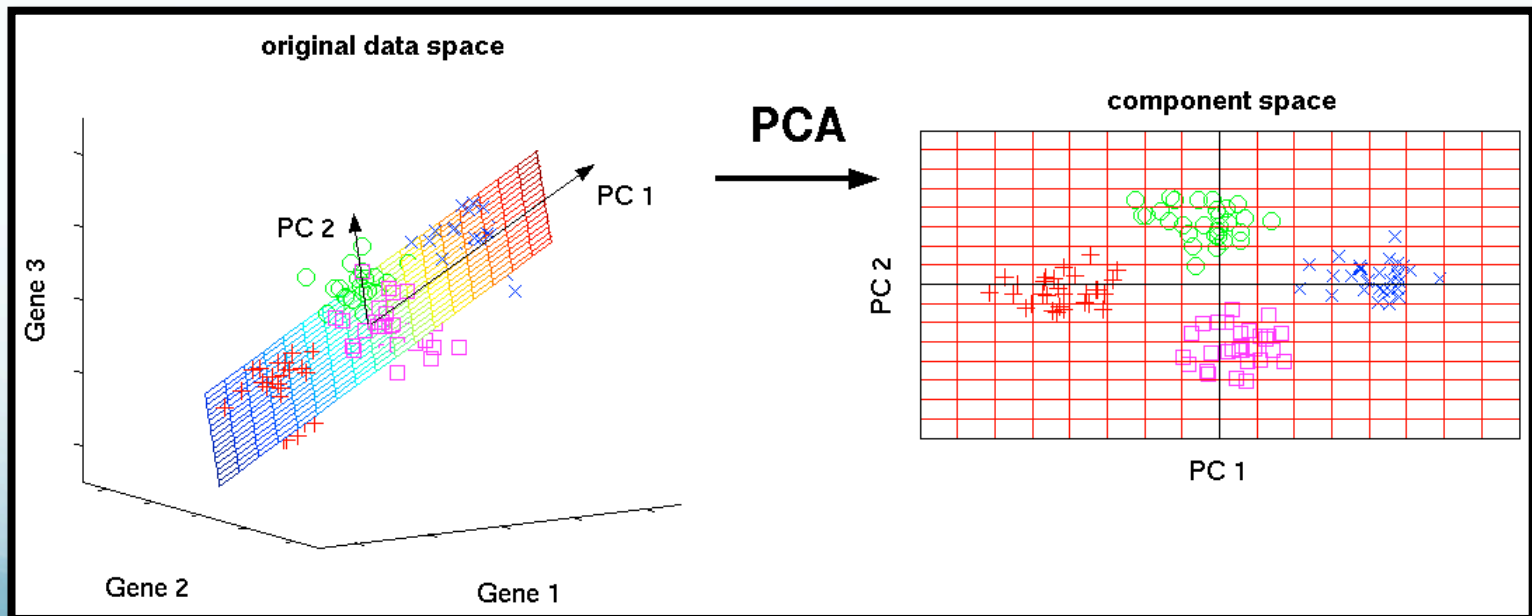 original data space
PC 1
PC 2
Gene 3
Gene 2
Gene 1
PCA
component space
PC 2
PC 1